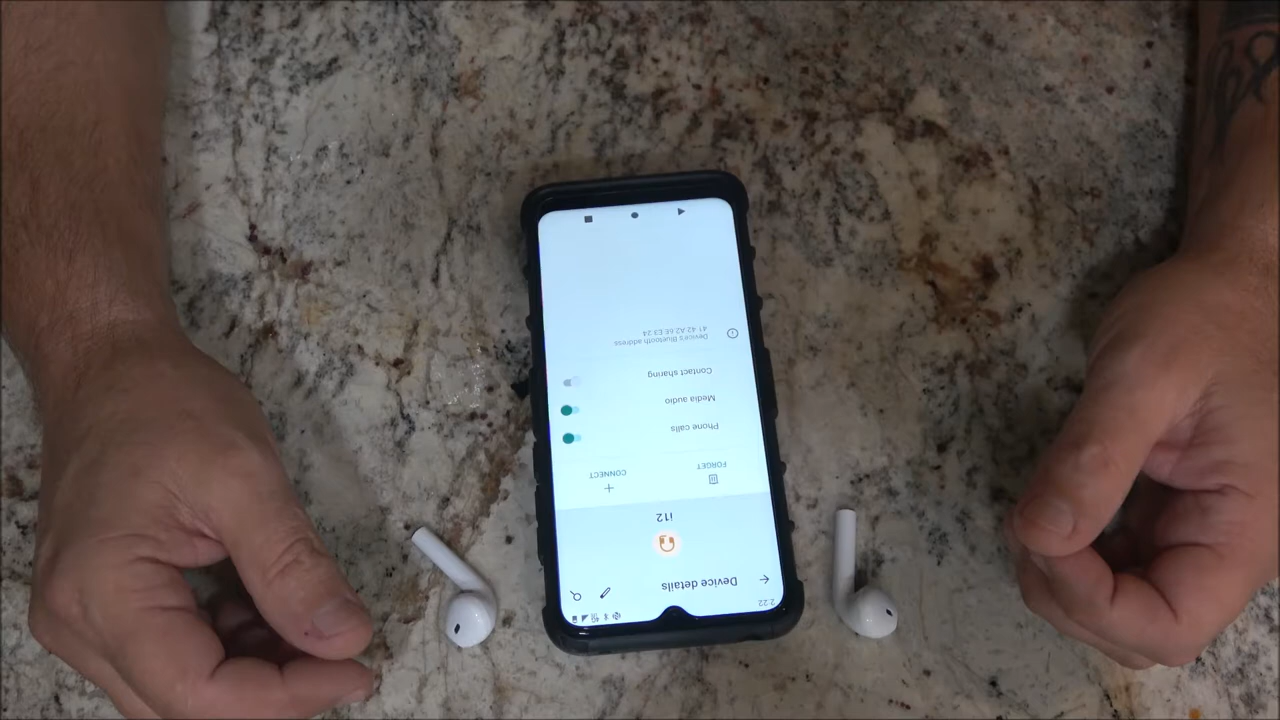 2:22
Device details
i12
FORGET
CONNECT
Phone calls
Media audio
Contact sharing
Device's Bluetooth address
41:42:A2:6E:E3:24